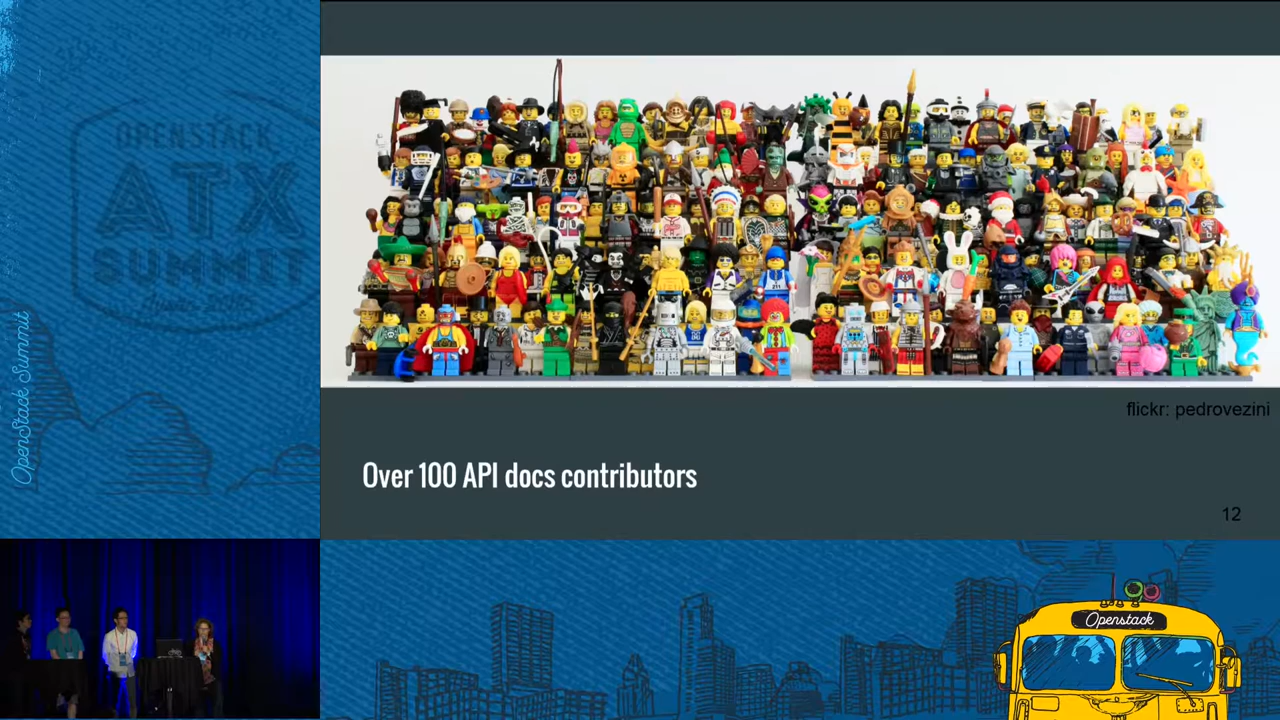 OPENSTACK
ATX
SUMMIT
OpenStack Summit
flickr: pedrovezini
Over 100 API docs contributors
12
Openstack